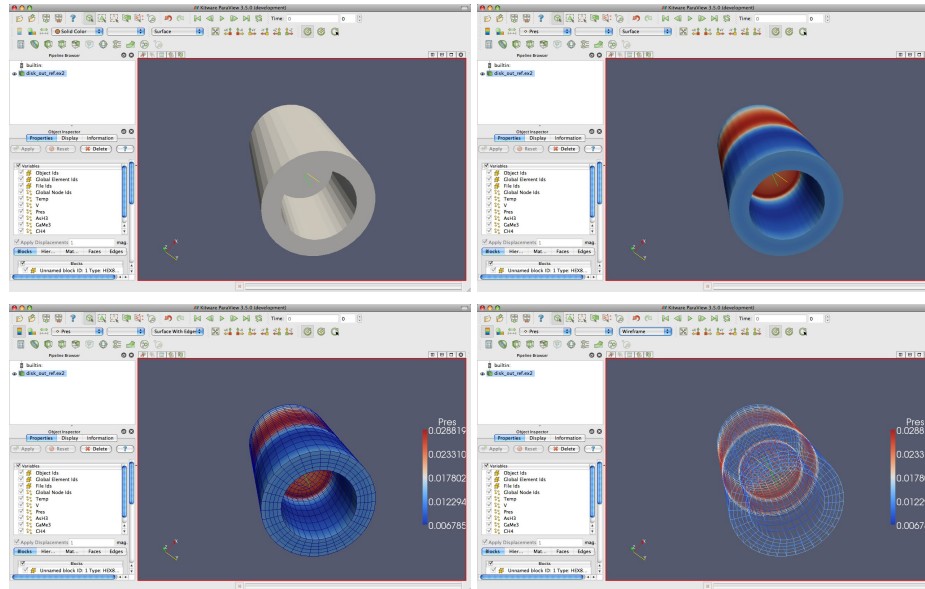 Kitware ParaView 3.5.0 (development)
Time: 0 0
Solid Color Surface
Pipeline Browser
builtin:
disk_out_ref.ex2
Object Inspector
Properties Display Information
Apply Reset Delete ?
Variables
Object Ids
Global Element Ids
File Ids
Global Node Ids
Temp
V
Pres
AsH3
GaMe3
CH4
Apply Displacements 1 mag.
Blocks Hier... Mat... Faces Edges
Blocks
Unnamed block ID: 1 Type: HEX8...
Kitware ParaView 3.5.0 (development)
Time: 0 0
Pres Surface
Pipeline Browser
builtin:
disk_out_ref.ex2
Object Inspector
Properties Display Information
Apply Reset Delete ?
Variables
Object Ids
Global Element Ids
File Ids
Global Node Ids
Temp
V
Pres
AsH3
GaMe3
CH4
Apply Displacements 1 mag.
Blocks Hier... Mat... Faces Edges
Blocks
Unnamed block ID: 1 Type: HEX8...
Kitware ParaView 3.5.0 (development)
Time: 0 0
Pres Surface With Edges
Pipeline Browser
builtin:
disk_out_ref.ex2
Object Inspector
Properties Display Information
Apply Reset Delete ?
Variables
Object Ids
Global Element Ids
File Ids
Global Node Ids
Temp
V
Pres
AsH3
GaMe3
CH4
Apply Displacements 1 mag.
Blocks Hier... Mat... Faces Edges
Blocks
Unnamed block ID: 1 Type: HEX8...
Pres
0.028819
0.023310
0.017802
0.012294
0.006785
Kitware ParaView 3.5.0 (development)
Time: 0 0
Pres Wireframe
Pipeline Browser
builtin:
disk_out_ref.ex2
Object Inspector
Properties Display Information
Apply Reset Delete ?
Variables
Object Ids
Global Element Ids
File Ids
Global Node Ids
Temp
V
Pres
AsH3
GaMe3
CH4
Apply Displacements 1 mag.
Blocks Hier... Mat... Faces Edges
Blocks
Unnamed block ID: 1 Type: HEX8...
Pres
0.0288
0.0233
0.0178
0.0122
0.0067